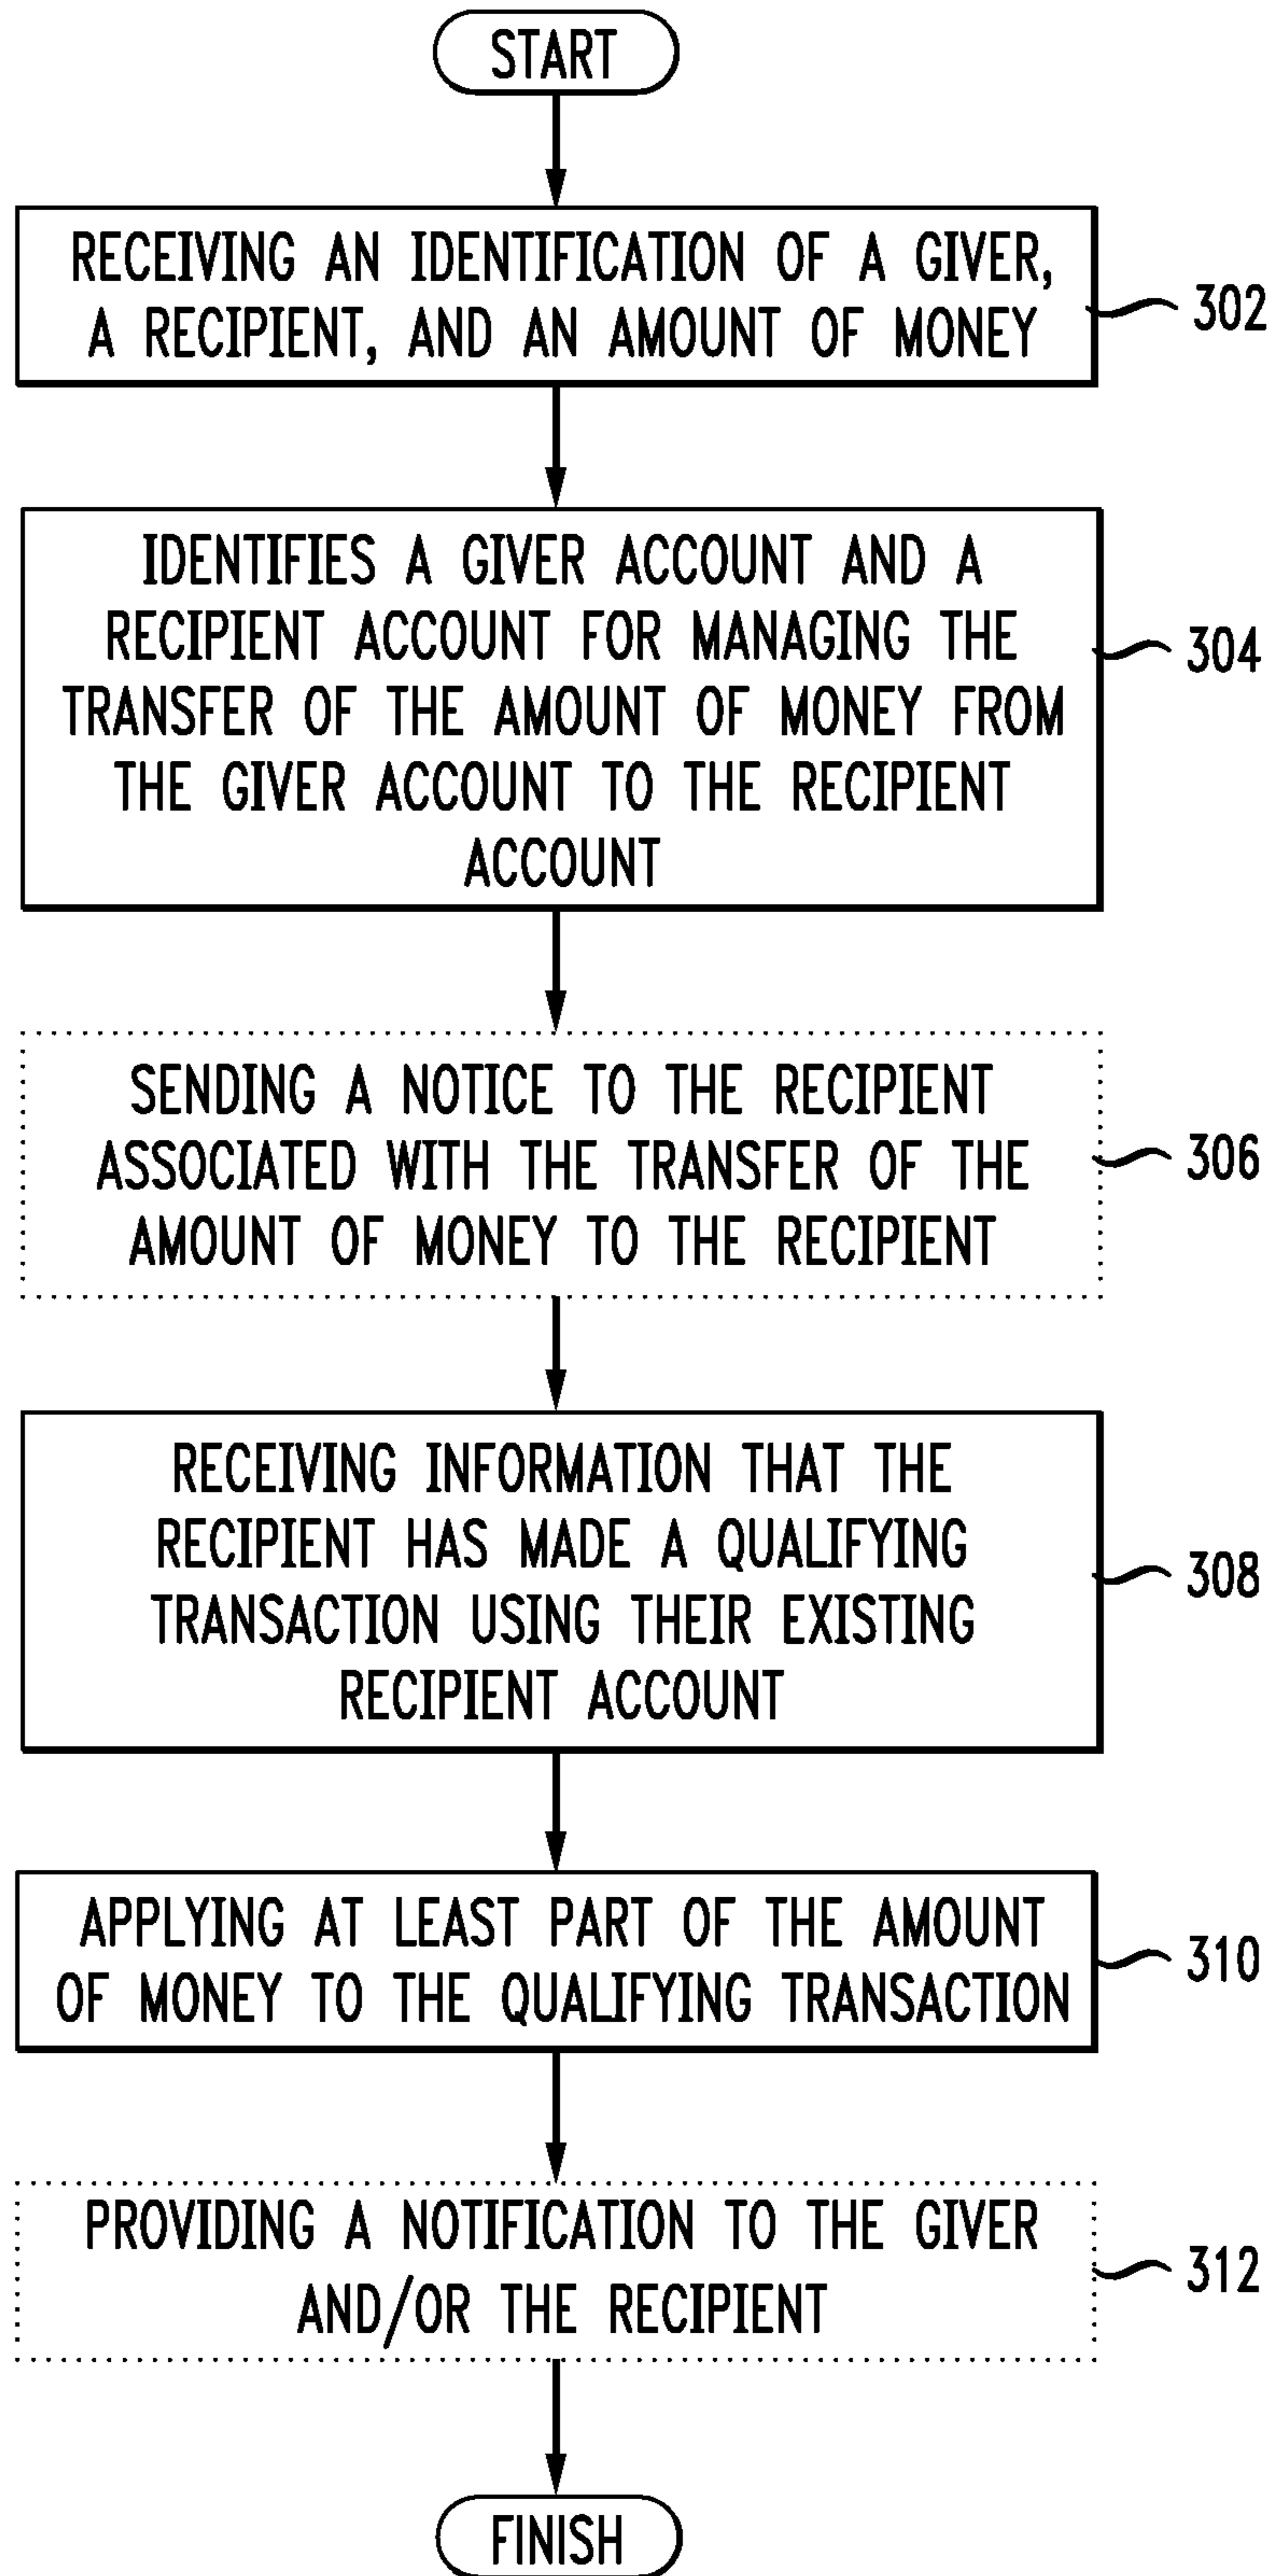 START
RECEIVING AN IDENTIFICATION OF A GIVER,
A RECIPIENT, AND AN AMOUNT OF MONEY
302
IDENTIFIES A GIVER ACCOUNT AND A
RECIPIENT ACCOUNT FOR MANAGING THE
TRANSFER OF THE AMOUNT OF MONEY FROM
THE GIVER ACCOUNT TO THE RECIPIENT
ACCOUNT
304
SENDING A NOTICE TO THE RECIPIENT
ASSOCIATED WITH THE TRANSFER OF THE
AMOUNT OF MONEY TO THE RECIPIENT
306
RECEIVING INFORMATION THAT THE
RECIPIENT HAS MADE A QUALIFYING
TRANSACTION USING THEIR EXISTING
RECIPIENT ACCOUNT
308
APPLYING AT LEAST PART OF THE AMOUNT
OF MONEY TO THE QUALIFYING TRANSACTION
310
PROVIDING A NOTIFICATION TO THE GIVER
AND/OR THE RECIPIENT
312
FINISH